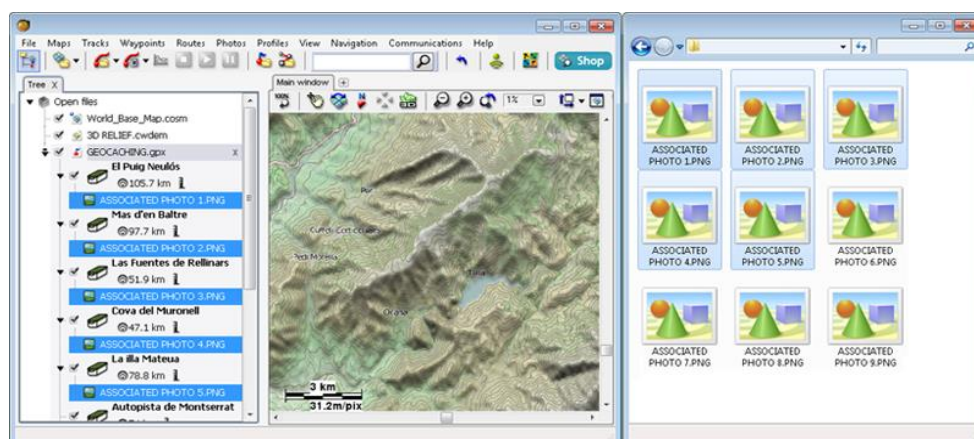 File Maps Tracks Waypoints Routes Photos Profiles View Navigation Communications Help
Shop
Tree X
Main window
Open files
World_Base_Map.cosm
3D RELIEF.cwdem
GEOCACHING.gpx x
El Puig Neulós
105.7 km
ASSOCIATED PHOTO 1.PNG
Mas d'en Baltre
97.7 km
ASSOCIATED PHOTO 2.PNG
Las Fuentes de Rellinars
51.9 km
ASSOCIATED PHOTO 3.PNG
Cova del Muronell
47.1 km
ASSOCIATED PHOTO 4.PNG
La illa Mateua
78.8 km
ASSOCIATED PHOTO 5.PNG
Autopista de Montserrat
100%
1%
N
3 km
31.2m/pix
ASSOCIATED
PHOTO 1.PNG
ASSOCIATED
PHOTO 2.PNG
ASSOCIATED
PHOTO 3.PNG
ASSOCIATED
PHOTO 4.PNG
ASSOCIATED
PHOTO 5.PNG
ASSOCIATED
PHOTO 6.PNG
ASSOCIATED
PHOTO 7.PNG
ASSOCIATED
PHOTO 8.PNG
ASSOCIATED
PHOTO 9.PNG